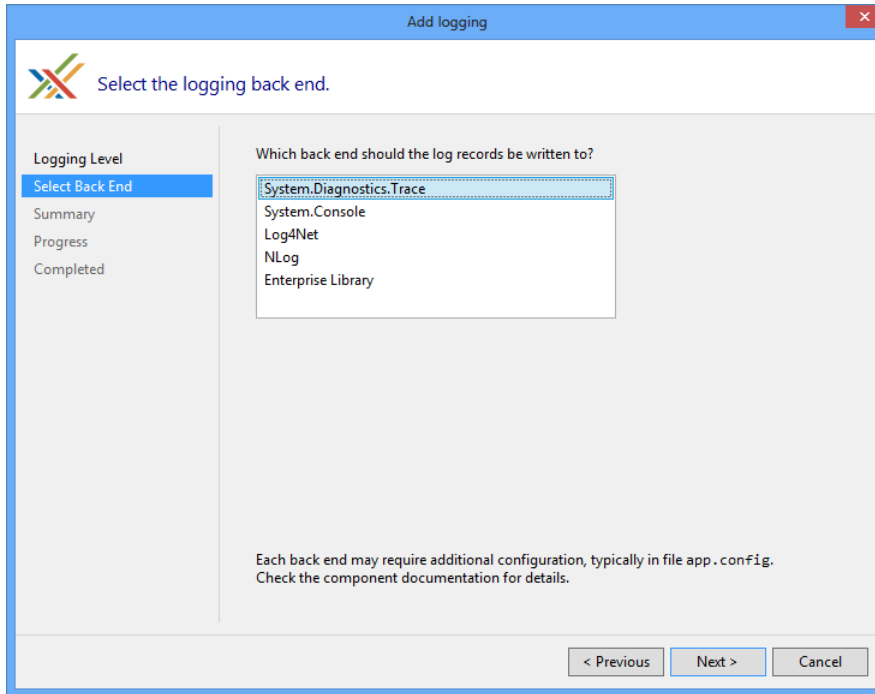 Add logging
Select the logging back end.
Logging Level
Select Back End
Summary
Progress
Completed
Which back end should the log records be written to?
System.Diagnostics.Trace
System.Console
Log4Net
NLog
Enterprise Library
Each back end may require additional configuration, typically in file app.config.
Check the component documentation for details.
< Previous
Next >
Cancel